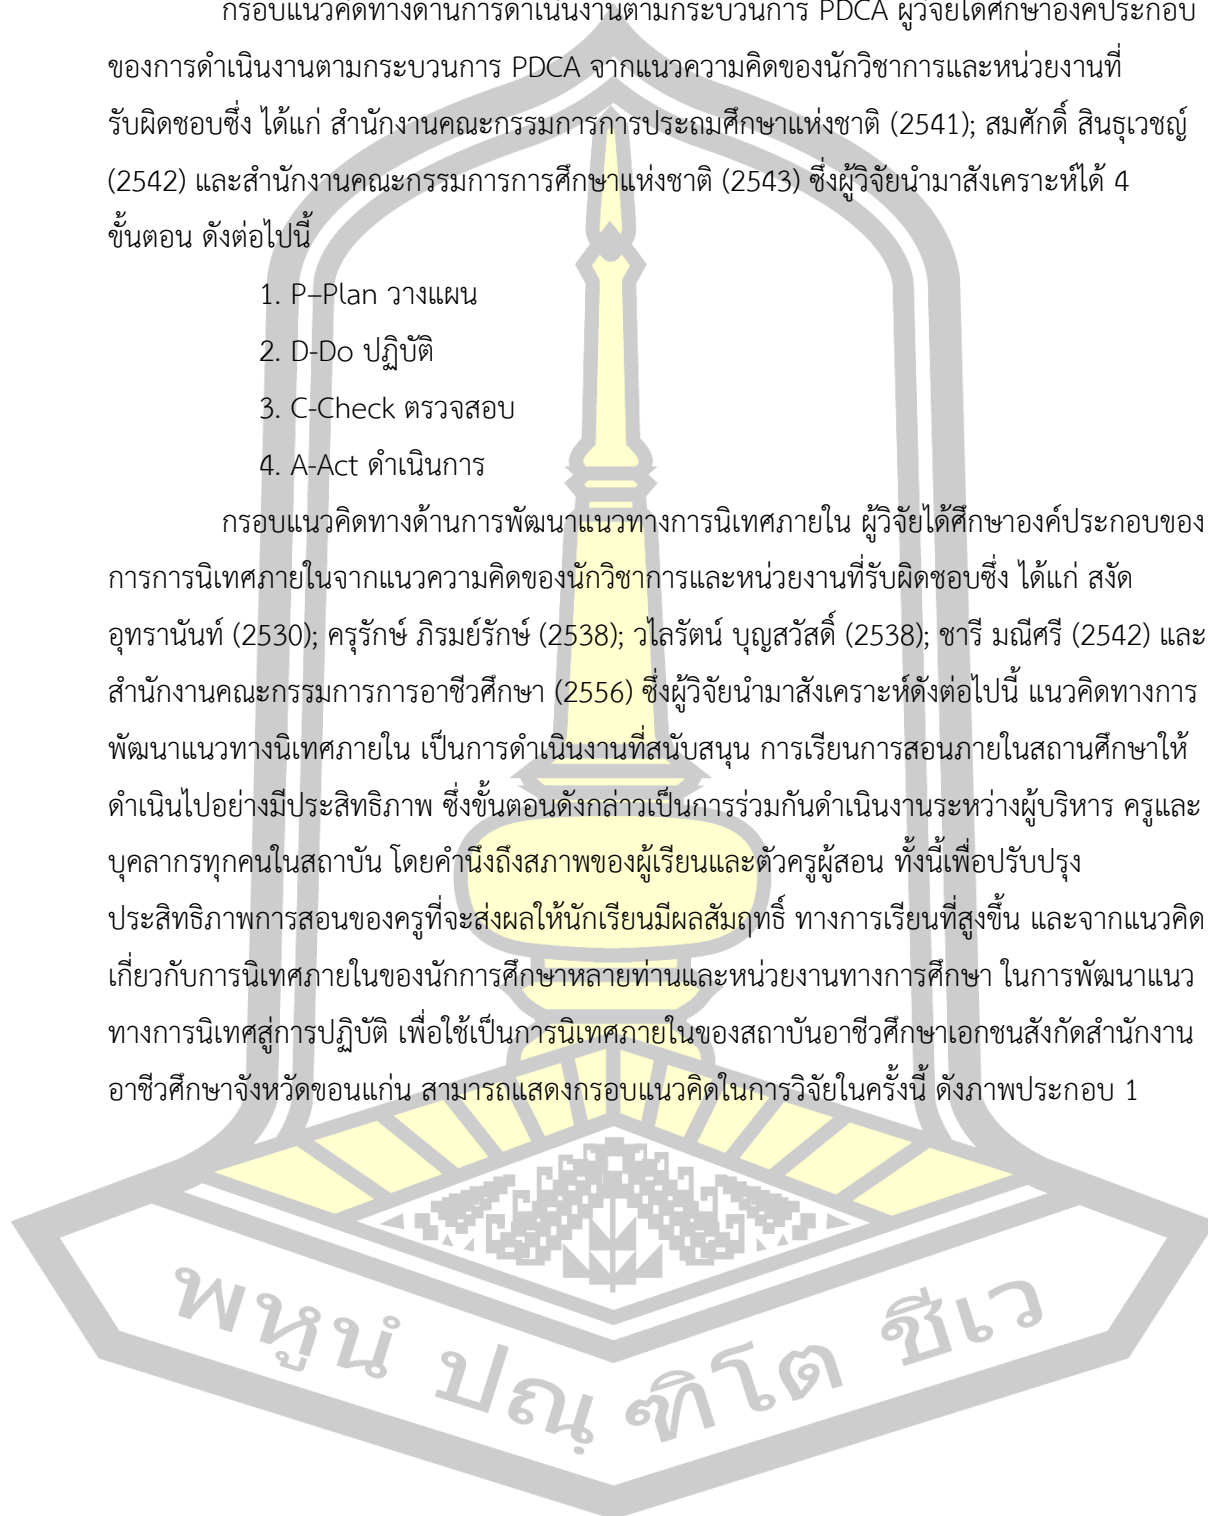 กรอบแนวคิดทางด้านการดำเนินงานตามกระบวนการ PDCA ผู้วิจัยได้ศึกษาองค์ประกอบ
ของการดำเนินงานตามกระบวนการ PDCA จากแนวความคิดของนักวิชาการและหน่วยงานที่
รับผิดชอบซึ่ง ได้แก่ สำนักงานคณะกรรมการการประถมศึกษาแห่งชาติ (2541); สมศักดิ์ สินธุเวชญ์
(2542) และสำนักงานคณะกรรมการการศึกษาแห่งชาติ (2543) ซึ่งผู้วิจัยนำมาสังเคราะห์ได้ 4
ขั้นตอน ดังต่อไปนี้
1. P–Plan วางแผน
2. D-Do ปฏิบัติ
3. C-Check ตรวจสอบ
4. A-Act ดำเนินการ
กรอบแนวคิดทางด้านการพัฒนาแนวทางการนิเทศภายใน ผู้วิจัยได้ศึกษาองค์ประกอบของ
การการนิเทศภายในจากแนวความคิดของนักวิชาการและหน่วยงานที่รับผิดชอบซึ่ง ได้แก่ สงัด
อุทรานันท์ (2530); ครุรักษ์ ภิรมย์รักษ์ (2538); วไลรัตน์ บุญสวัสดิ์ (2538); ชารี มณีศรี (2542) และ
สำนักงานคณะกรรมการการอาชีวศึกษา (2556) ซึ่งผู้วิจัยนำมาสังเคราะห์ดังต่อไปนี้ แนวคิดทางการ
พัฒนาแนวทางนิเทศภายใน เป็นการดำเนินงานที่สนับสนุน การเรียนการสอนภายในสถานศึกษาให้
ดำเนินไปอย่างมีประสิทธิภาพ ซึ่งขั้นตอนดังกล่าวเป็นการร่วมกันดำเนินงานระหว่างผู้บริหาร ครูและ
บุคลากรทุกคนในสถาบัน โดยคำนึงถึงสภาพของผู้เรียนและตัวครูผู้สอน ทั้งนี้เพื่อปรับปรุง
ประสิทธิภาพการสอนของครูที่จะส่งผลให้นักเรียนมีผลสัมฤทธิ์ ทางการเรียนที่สูงขึ้น และจากแนวคิด
เกี่ยวกับการนิเทศภายในของนักการศึกษาหลายท่านและหน่วยงานทางการศึกษา ในการพัฒนาแนว
ทางการนิเทศสู่การปฏิบัติ เพื่อใช้เป็นการนิเทศภายในของสถาบันอาชีวศึกษาเอกชนสังกัดสำนักงาน
อาชีวศึกษาจังหวัดขอนแก่น สามารถแสดงกรอบแนวคิดในการวิจัยในครั้งนี้ ดังภาพประกอบ 1
พหูนํ ปณฺฑิโต ชีเว